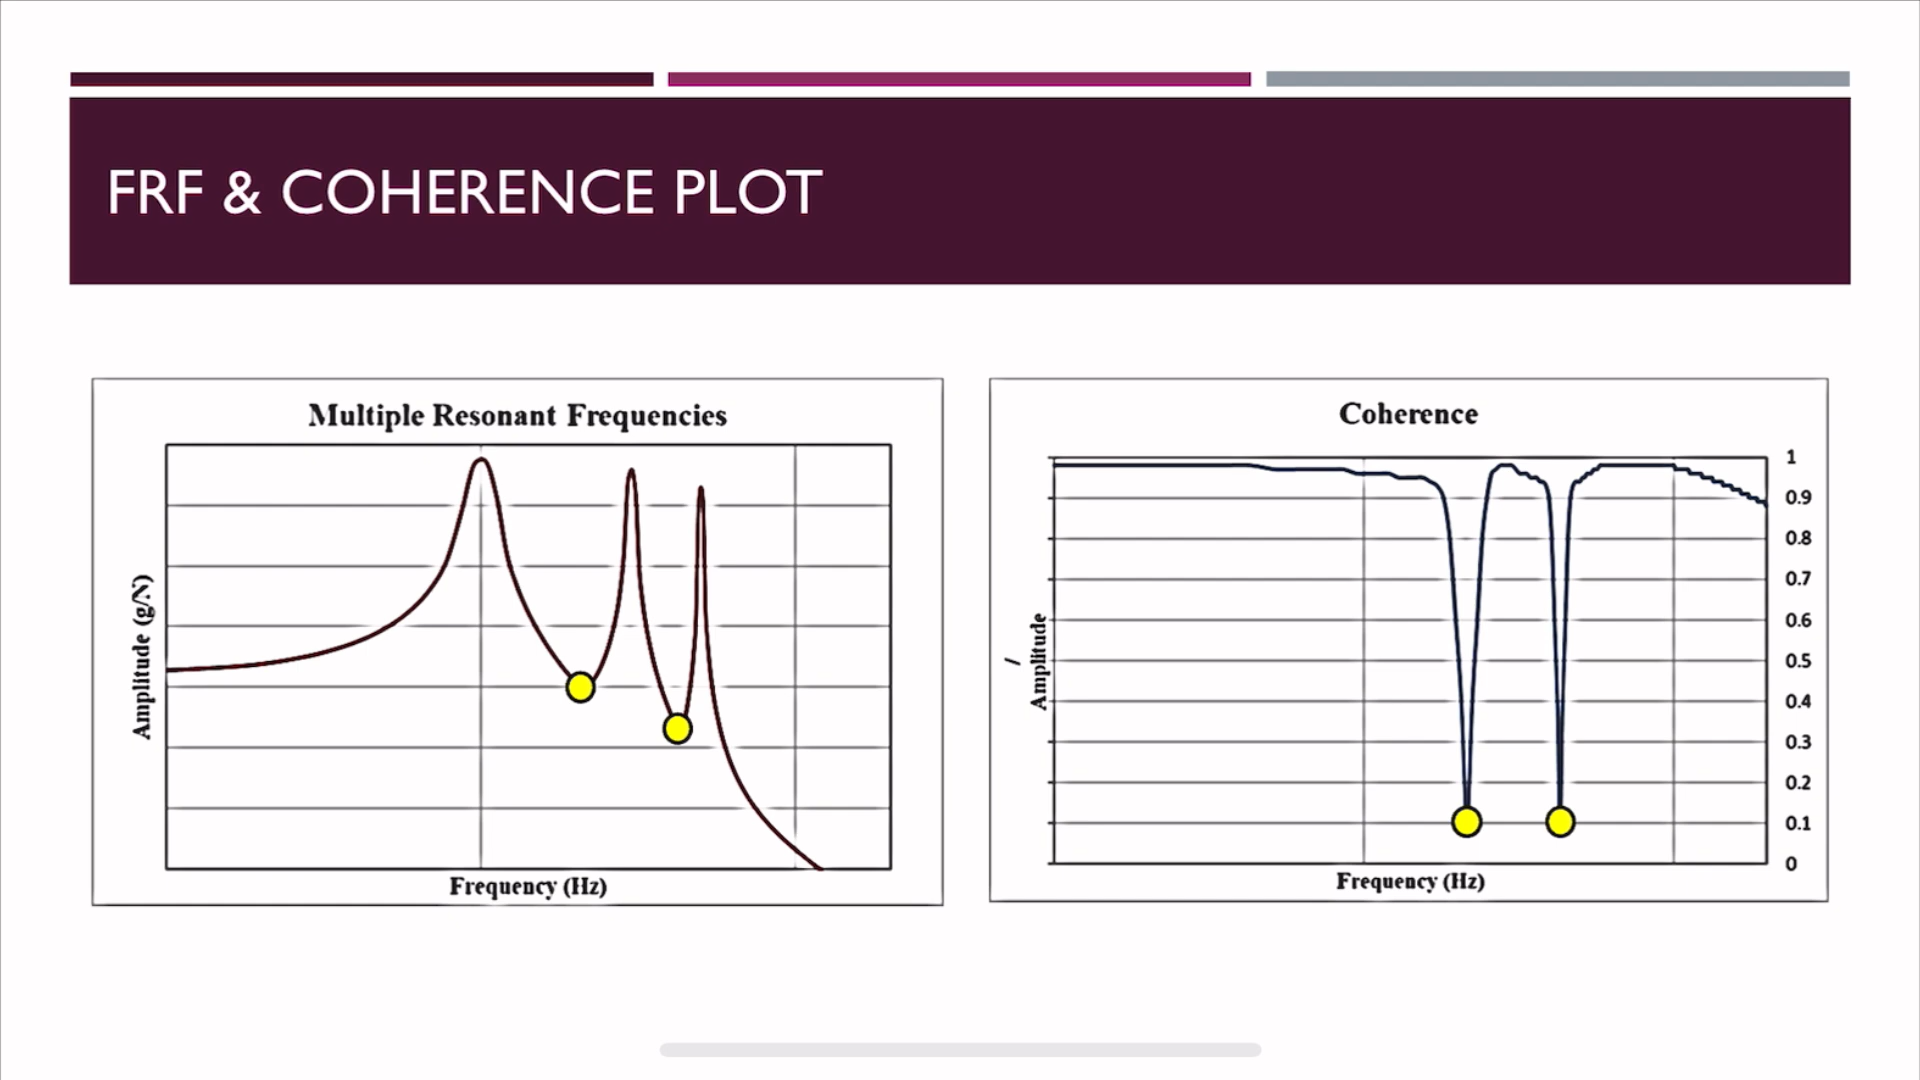 FRF & COHERENCE PLOT
Multiple Resonant Frequencies
Amplitude (g/N)
Frequency (Hz)
Coherence
/
Amplitude
1
0.9
0.8
0.7
0.6
0.5
0.4
0.3
0.2
0.1
0
Frequency (Hz)